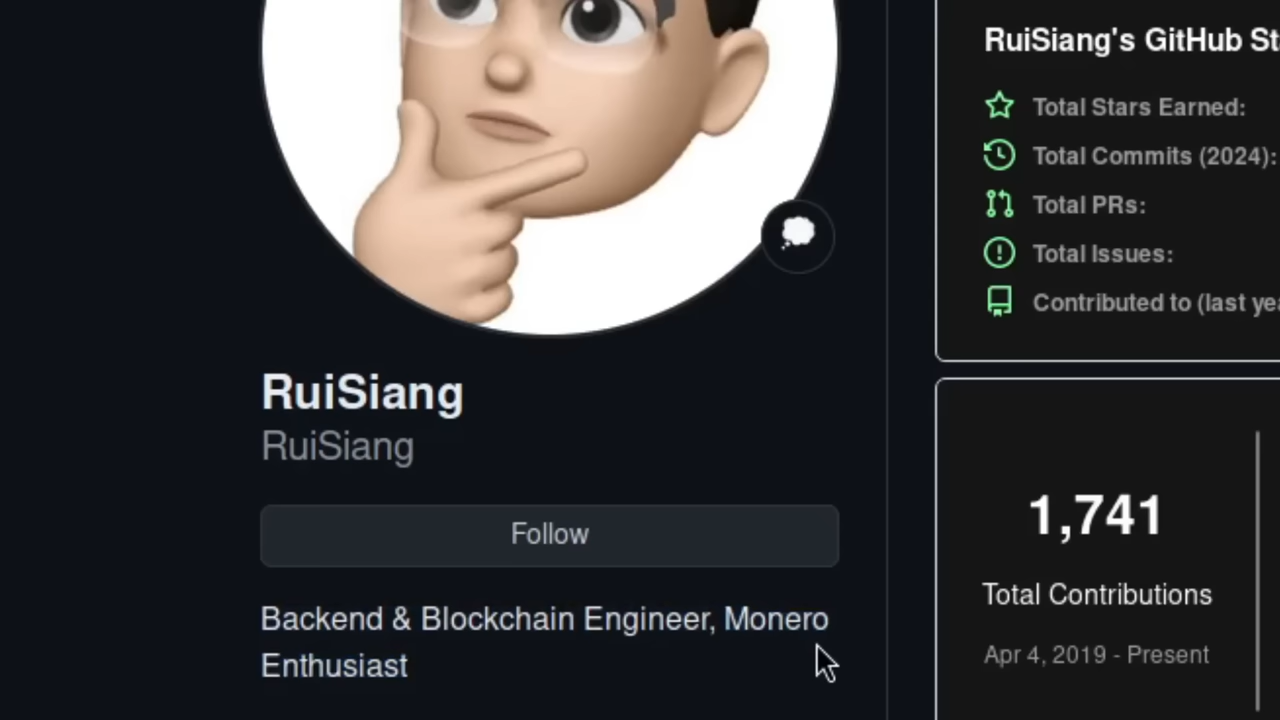 RuiSiang's GitHub St
Total Stars Earned:
Total Commits (2024):
Total PRs:
Total Issues:
Contributed to (last yea
RuiSiang
RuiSiang
Follow
Backend & Blockchain Engineer, Monero
Enthusiast
1,741
Total Contributions
Apr 4, 2019 - Present